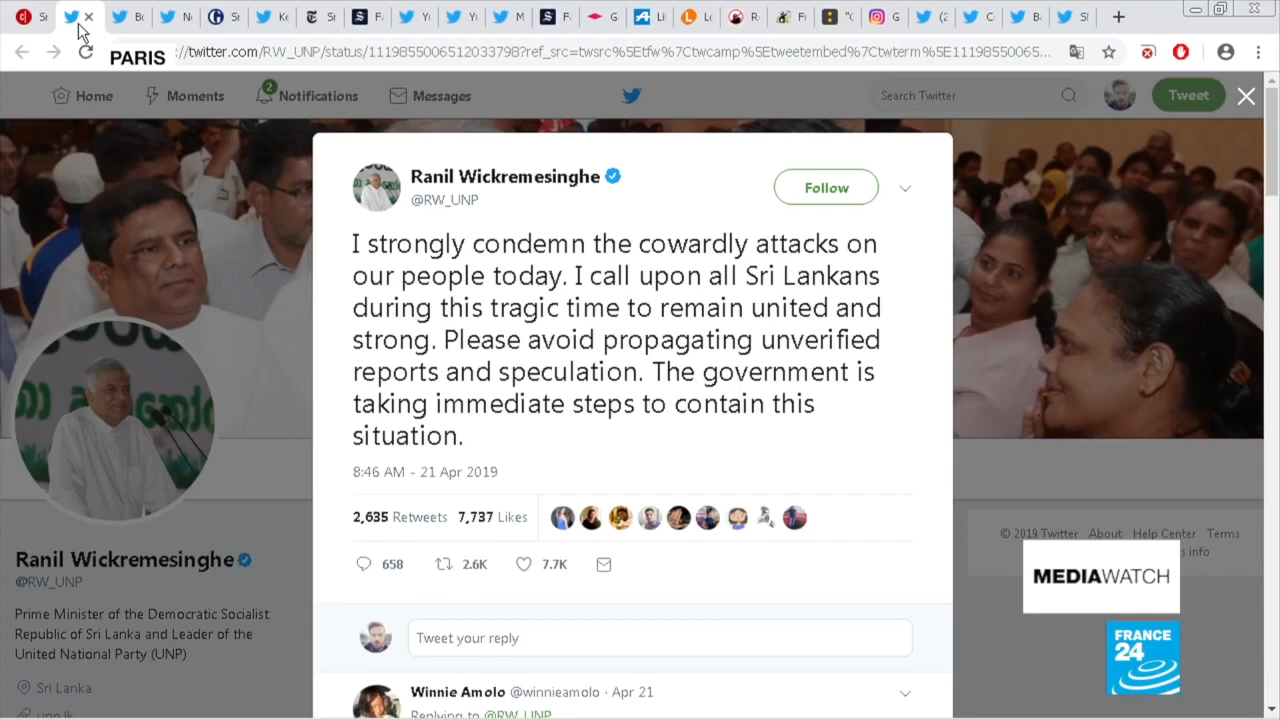 PARIS
://twitter.com/RW_UNP/status/1119855006512033798?ref_src=twsrc%5Etfw%7Ctwcamp%5Etweetembed%7Ctwterm%5E11198550065...
Home
Moments
2
Notifications
Messages
Search Twitter
Tweet
Ranil Wickremesinghe
@RW_UNP
Follow
I strongly condemn the cowardly attacks on
our people today. I call upon all Sri Lankans
during this tragic time to remain united and
strong. Please avoid propagating unverified
reports and speculation. The government is
taking immediate steps to contain this
situation.
8:46 AM - 21 Apr 2019
2,635 Retweets 7,737 Likes
658 2.6K 7.7K
Tweet your reply
Winnie Amolo @winnieamolo · Apr 21
Replying to @RW_UNP
Ranil Wickremesinghe
@RW_UNP
Prime Minister of the Democratic Socialist
Republic of Sri Lanka and Leader of the
United National Party (UNP)
Sri Lanka
unp.lk
© 2019 Twitter About Help Center Terms
info
MEDIAWATCH
FRANCE
24